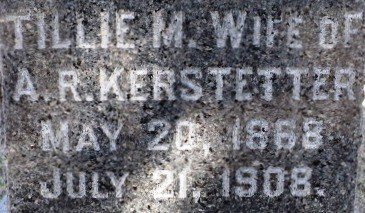 TILLIE M. WIFE OF
A. R. KERSTETTER
MAY 20, 1868
JULY 21, 1908.